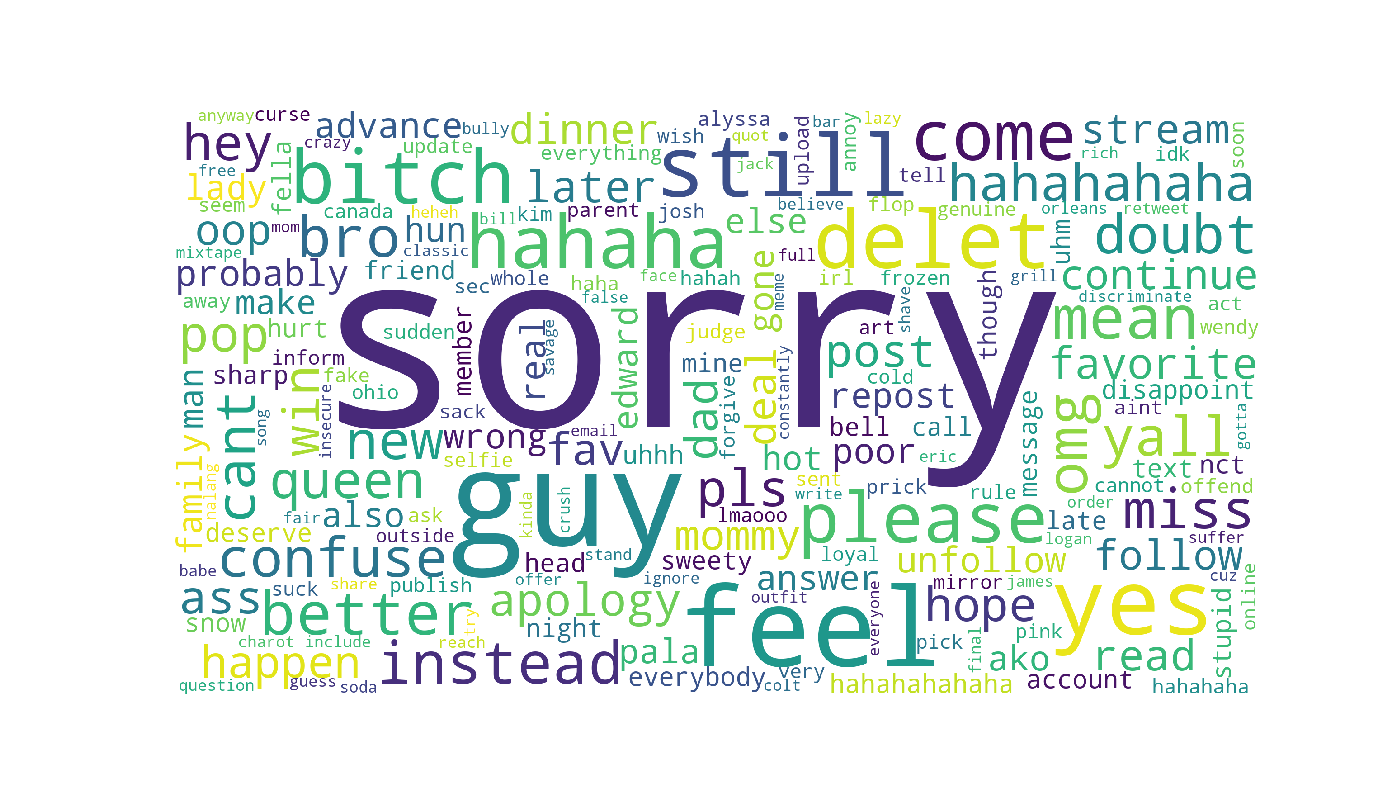 anyway
curse
advance
bully
dinner
wish
alyssa
quot
upload
bar
annoy
lazy
come
stream
soon
hey
crazy
update
everything
still
jack
tell
rich
idk
free
lady
fella
bitch
later
believe
flop
genuine
hahahahaha
orleans
retweet
seem
canada
heheh
bill
kim
parent
josh
else
delet
uhm
doubt
oop
mom
bro
classic
hun
hahaha
full
mixtape
probably
friend
sec
whole
haha
face
hahah
gone
meme
irl
frozen
grill
continue
away
make
false
shave
though
discriminate
act
pop
hurt
sudden
member
sorry
real
savage
edward
judge
art
post
mean
wendy
inform
mine
deal
constantly
cold
favorite
man
sharp
insecure
win
fake
ohio
sack
dad
forgive
repost
disappoint
cant
song
new
wrong
email
fav
uhhh
bell
call
message
omg
aint
yall
gotta
family
nalang
queen
selfie
guy
hot
poor
eric
text
nct
pls
sent
write
prick
rule
cannot
offend
fair
also
ask
kinda
crush
lmaooo
please
order
late
miss
deserve
outside
mommy
logan
suffer
babe
confuse
head
stand
sweety
loyal
unfollow
follow
ass
suck
share
publish
offer
ignore
answer
mirror
james
cuz
online
better
try
apology
feel
outfit
everyone
hope
yes
stupid
snow
night
pick
final
pink
charot
include
reach
happen
instead
pala
very
ako
read
question
guess
soda
everybody
colt
hahahahaha
account
hahaha